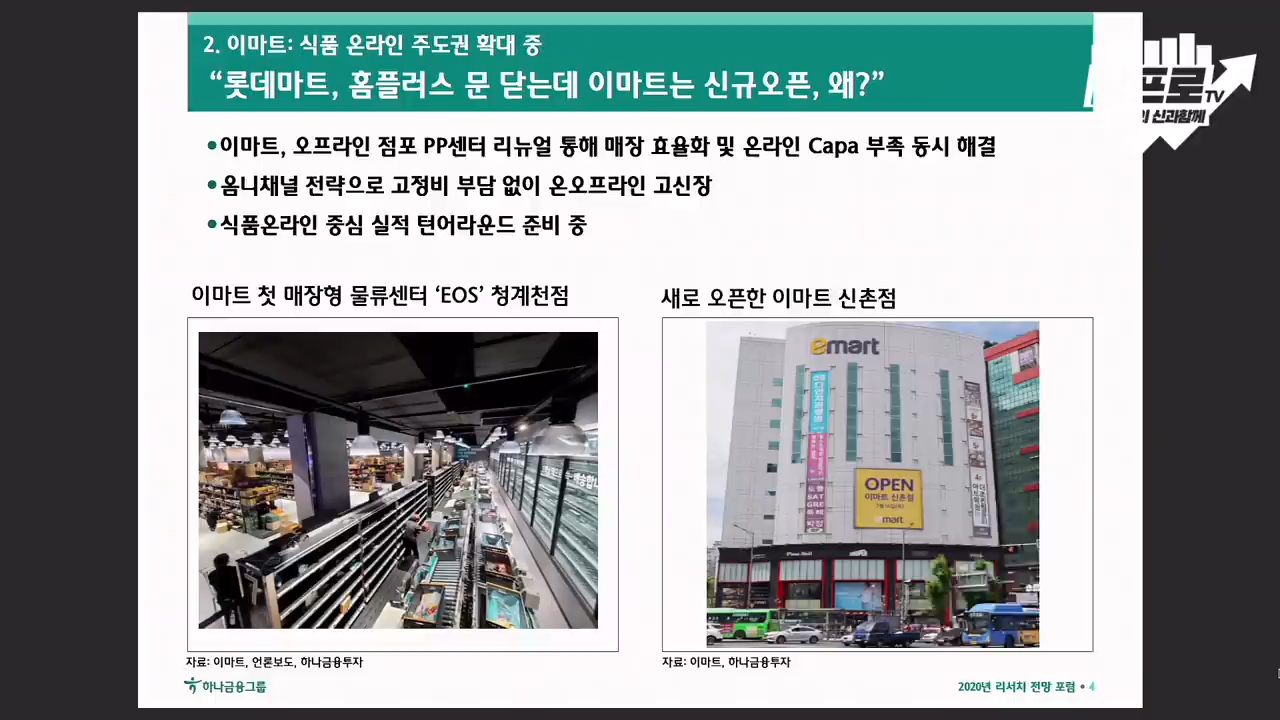 2. 이마트: 식품 온라인 주도권 확대 중
“롯데마트, 홈플러스 문 닫는데 이마트는 신규오픈, 왜?”
프로TV
신과함께
•이마트, 오프라인 점포 PP센터 리뉴얼 통해 매장 효율화 및 온라인 Capa 부족 동시 해결
•옴니채널 전략으로 고정비 부담 없이 온오프라인 고신장
•식품온라인 중심 실적 턴어라운드 준비 중
이마트 첫 매장형 물류센터 ‘EOS’ 청계천점
새로 오픈한 이마트 신촌점
emart
OPEN
이마트 신촌점
emart
자료: 이마트, 언론보도, 하나금융투자
자료: 이마트, 하나금융투자
하나금융그룹
2020년 리서치 전망 포럼 • 4